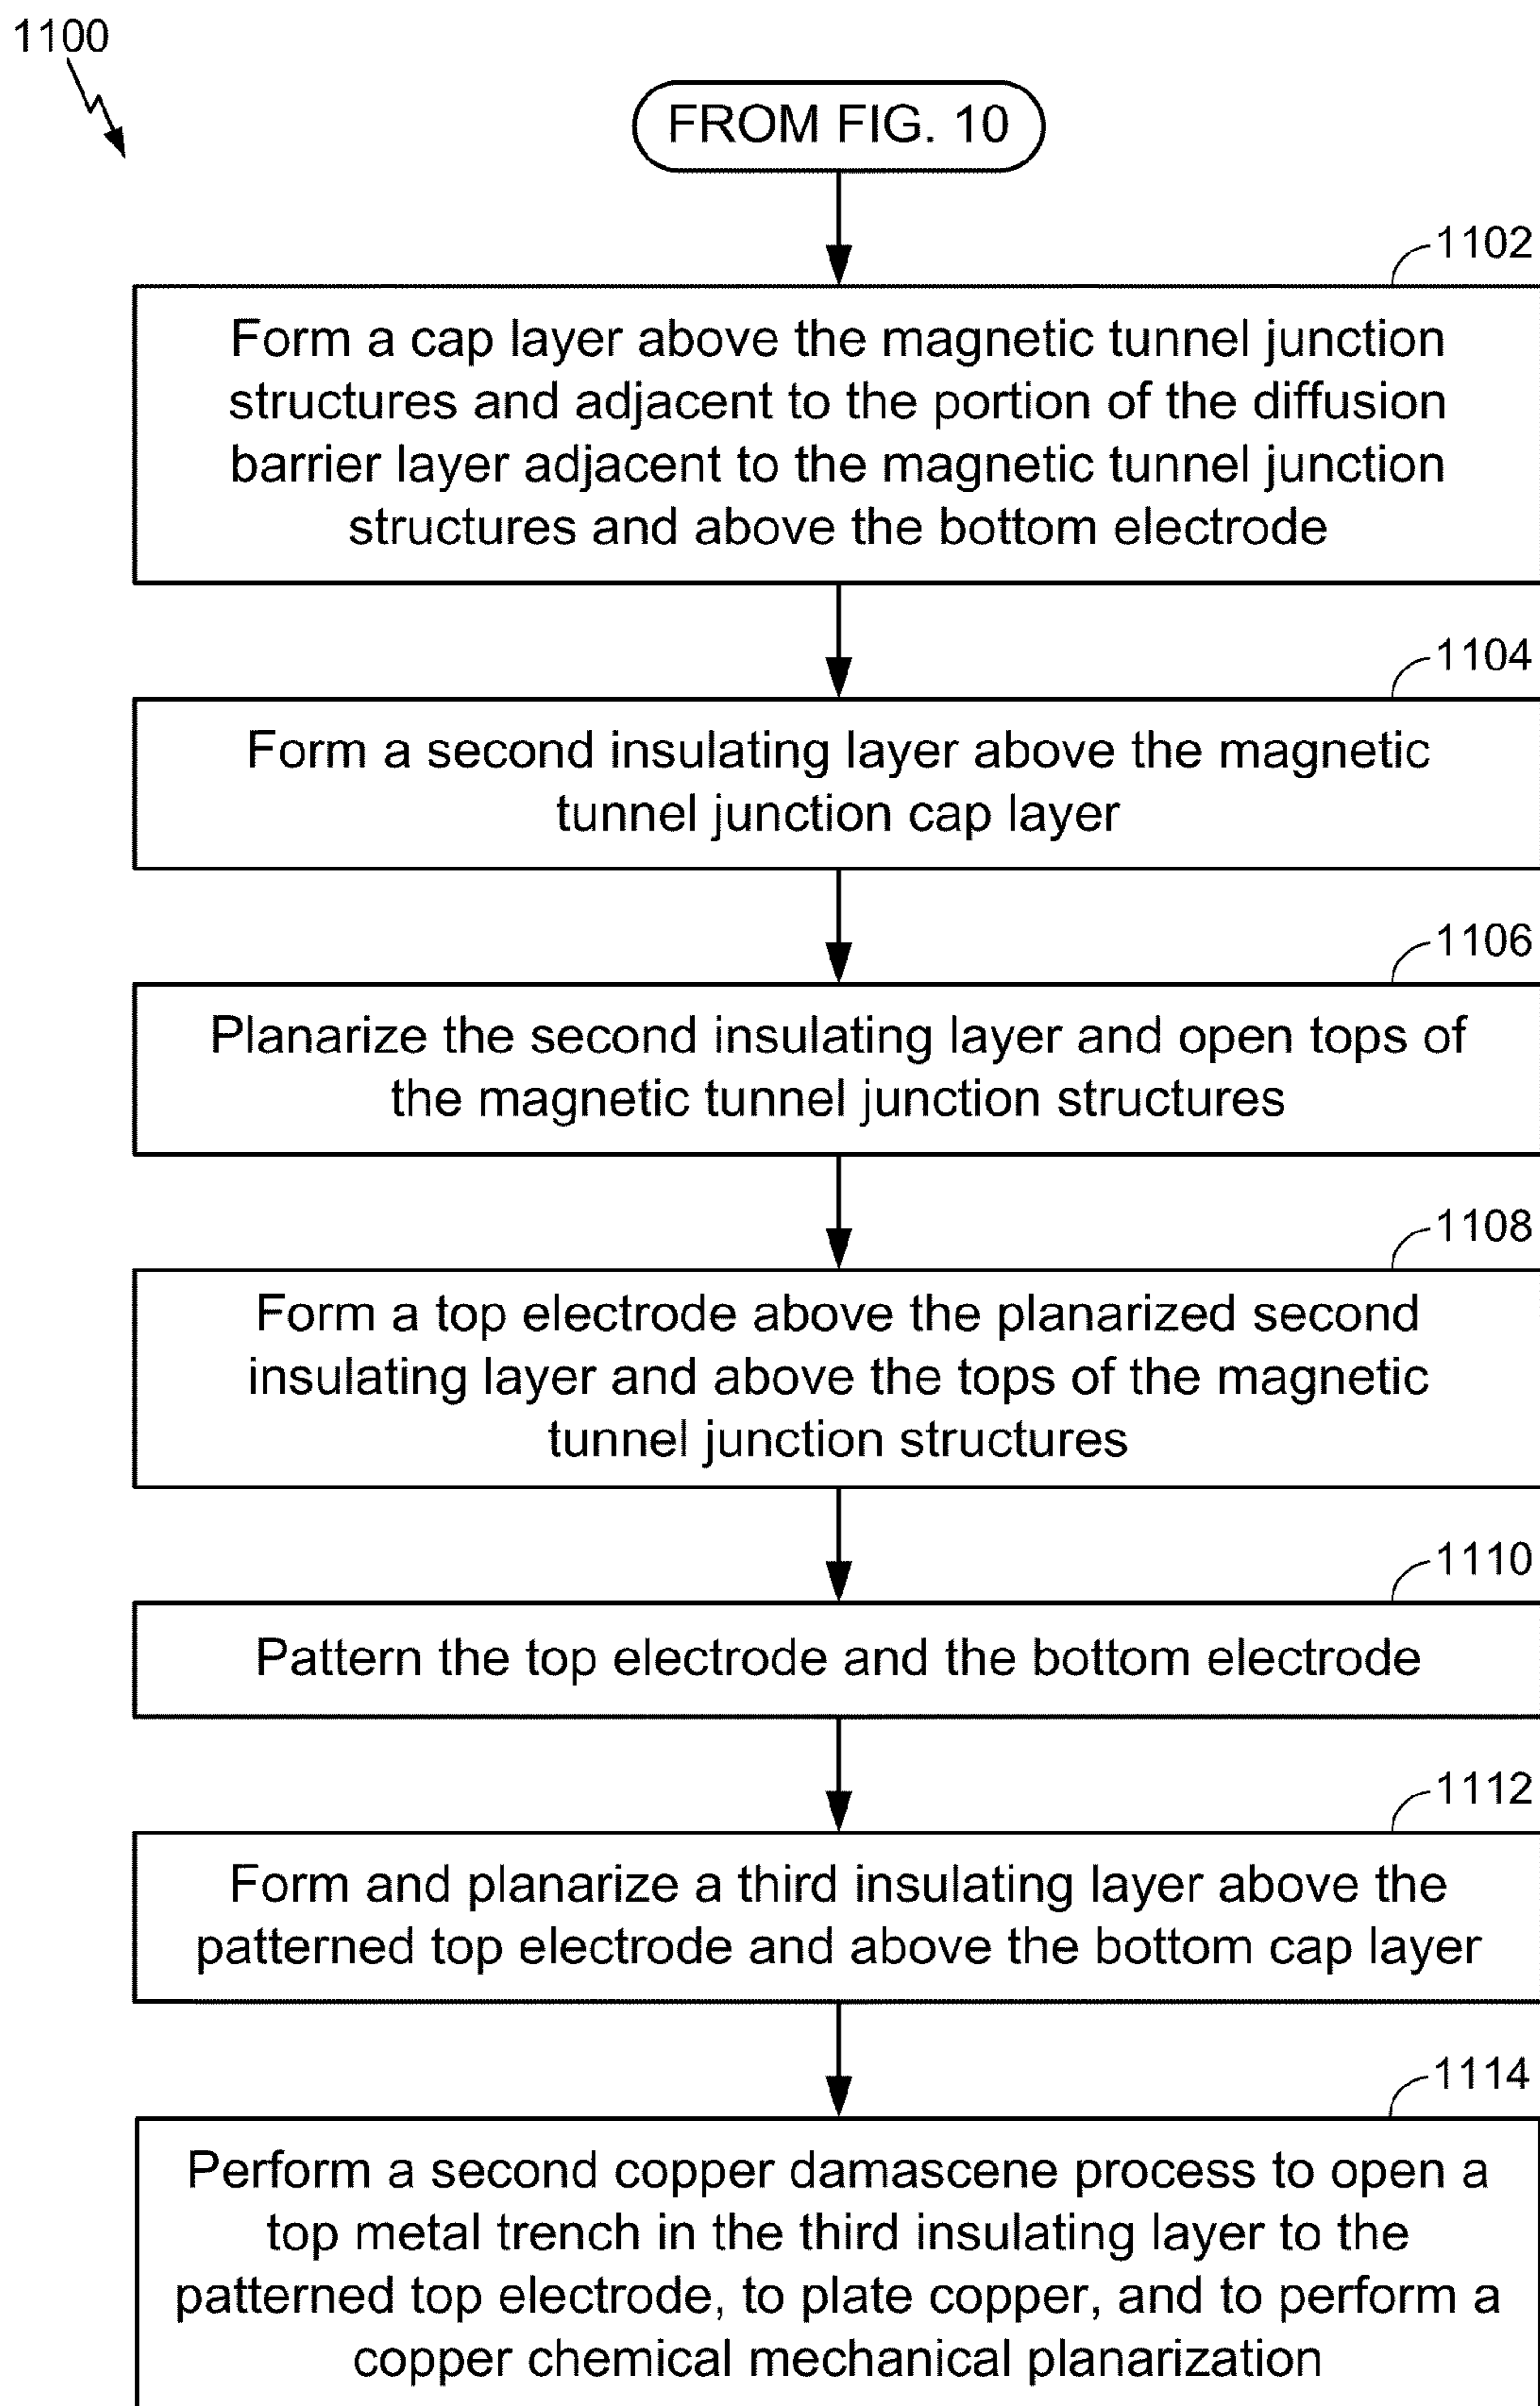 1100
FROM FIG. 10
1102
Form a cap layer above the magnetic tunnel junction
structures and adjacent to the portion of the diffusion
barrier layer adjacent to the magnetic tunnel junction
structures and above the bottom electrode
1104
Form a second insulating layer above the magnetic
tunnel junction cap layer
1106
Planarize the second insulating layer and open tops of
the magnetic tunnel junction structures
1108
Form a top electrode above the planarized second
insulating layer and above the tops of the magnetic
tunnel junction structures
1110
Pattern the top electrode and the bottom electrode
1112
Form and planarize a third insulating layer above the
patterned top electrode and above the bottom cap layer
1114
Perform a second copper damascene process to open a
top metal trench in the third insulating layer to the
patterned top electrode, to plate copper, and to perform a
copper chemical mechanical planarization